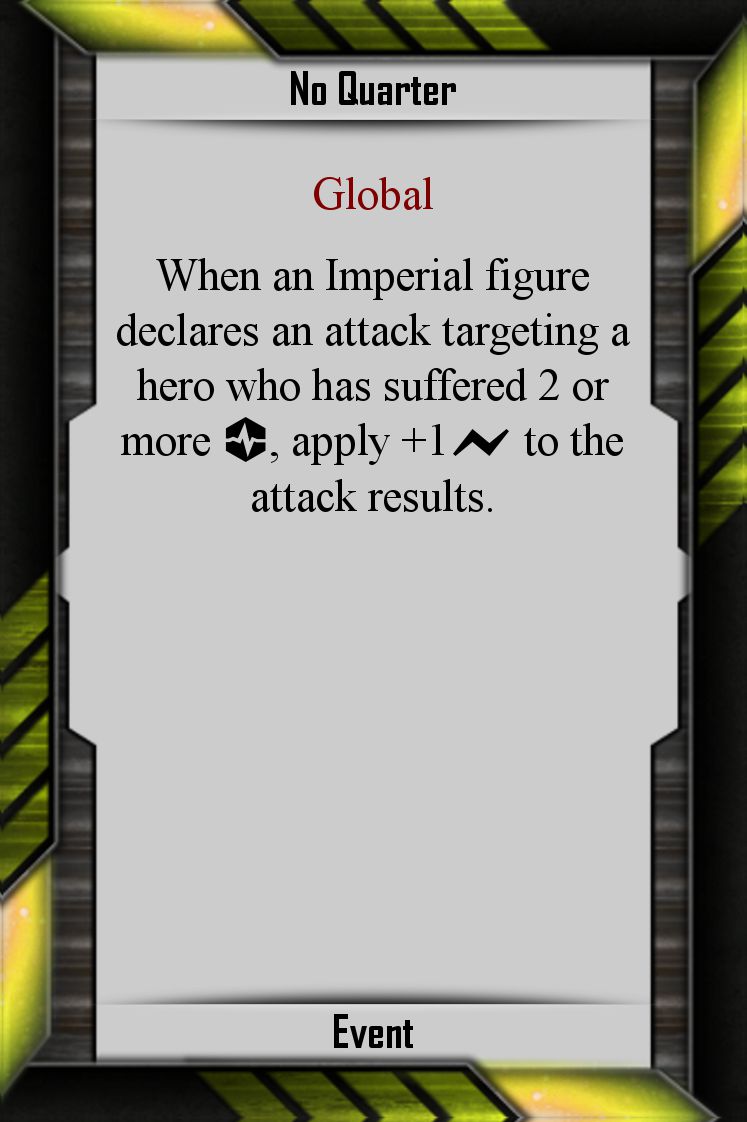 No Quarter
Global
When an Imperial figure
declares an attack targeting a
hero who has suffered 2 or
more , apply +1 to the
attack results.
Event